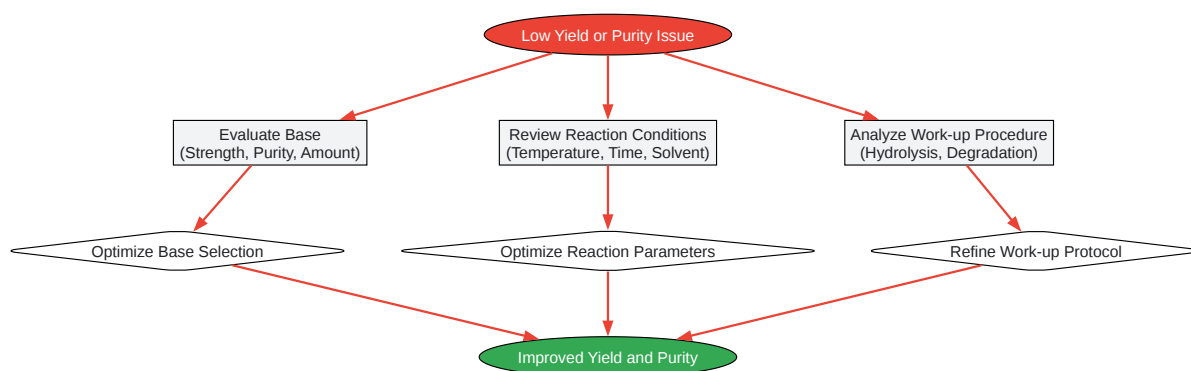 Low Yield or Purity Issue
Evaluate Base
(Strength, Purity, Amount)
Review Reaction Conditions
(Temperature, Time, Solvent)
Analyze Work-up Procedure
(Hydrolysis, Degradation)
Optimize Base Selection
Optimize Reaction Parameters
Refine Work-up Protocol
Improved Yield and Purity